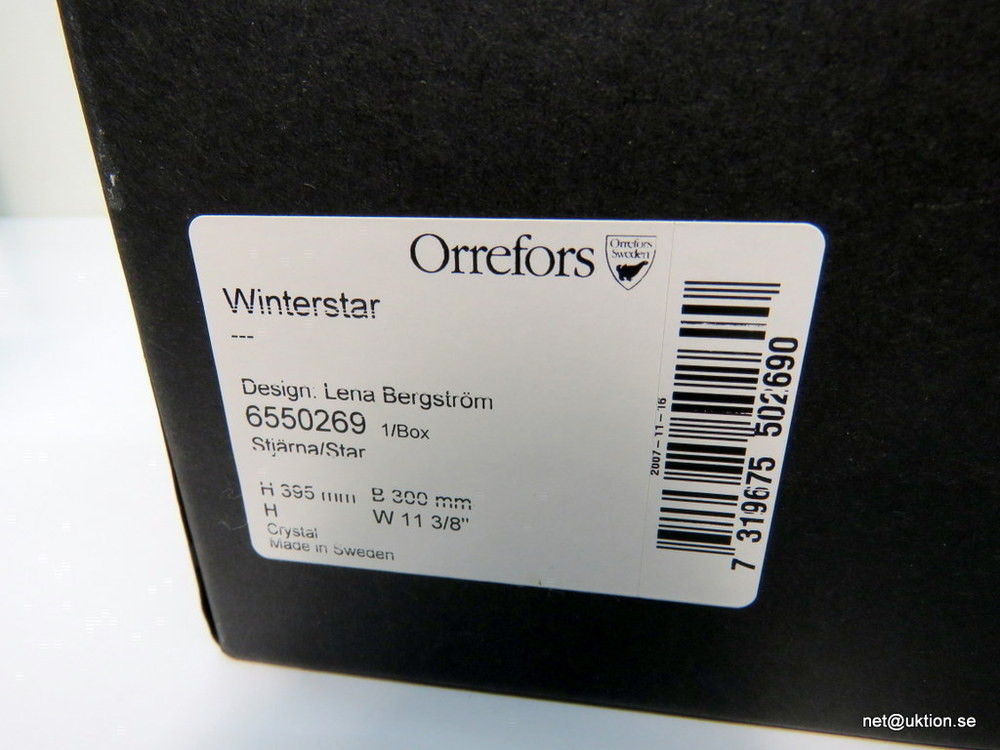 Orrefors
Orrefors
Sweden
Winterstar
---
Design: Lena Bergström
6550269 1/Box
Stjärna/Star
H 395 mm B 300 mm
H W 11 3/8"
Crystal
Made in Sweden
2007-11-16
7 319675 502690
net@uktion.se